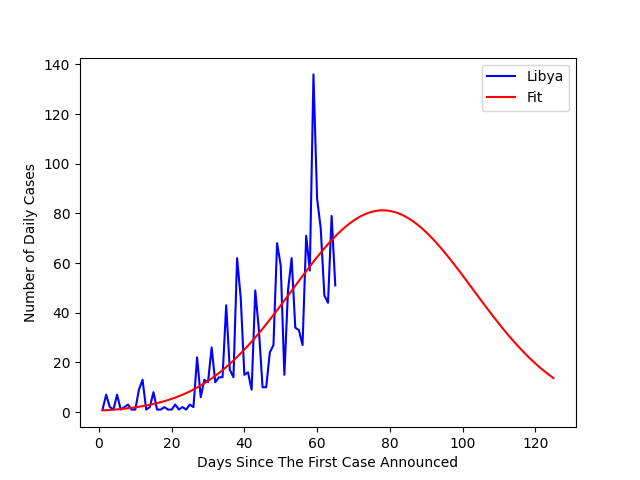 Libya
Fit
140
120
100
80
60
40
20
0
Number of Daily Cases
0 20 40 60 80 100 120
Days Since The First Case Announced